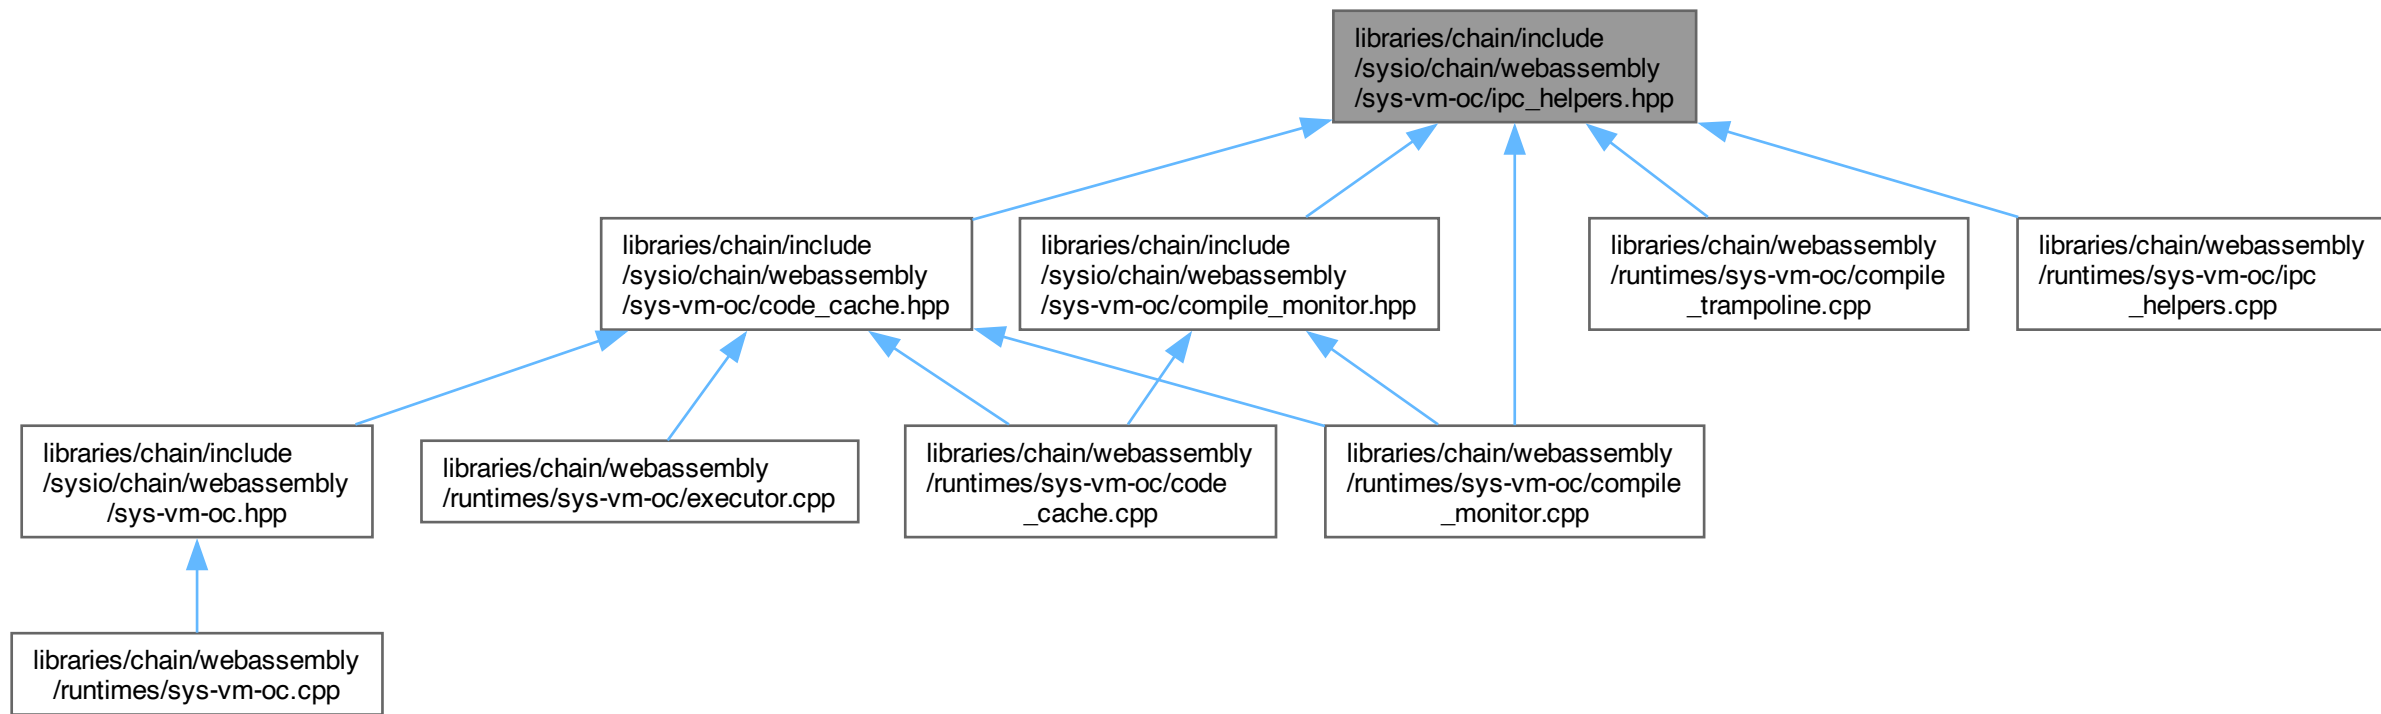 libraries/chain/include
/sysio/chain/webassembly
/sys-vm-oc/ipc_helpers.hpp
libraries/chain/include
/sysio/chain/webassembly
/sys-vm-oc/code_cache.hpp
libraries/chain/include
/sysio/chain/webassembly
/sys-vm-oc/compile_monitor.hpp
libraries/chain/webassembly
/runtimes/sys-vm-oc/compile
_trampoline.cpp
libraries/chain/webassembly
/runtimes/sys-vm-oc/ipc
_helpers.cpp
libraries/chain/include
/sysio/chain/webassembly
/sys-vm-oc.hpp
libraries/chain/webassembly
/runtimes/sys-vm-oc/executor.cpp
libraries/chain/webassembly
/runtimes/sys-vm-oc/code
_cache.cpp
libraries/chain/webassembly
/runtimes/sys-vm-oc/compile
_monitor.cpp
libraries/chain/webassembly
/runtimes/sys-vm-oc.cpp